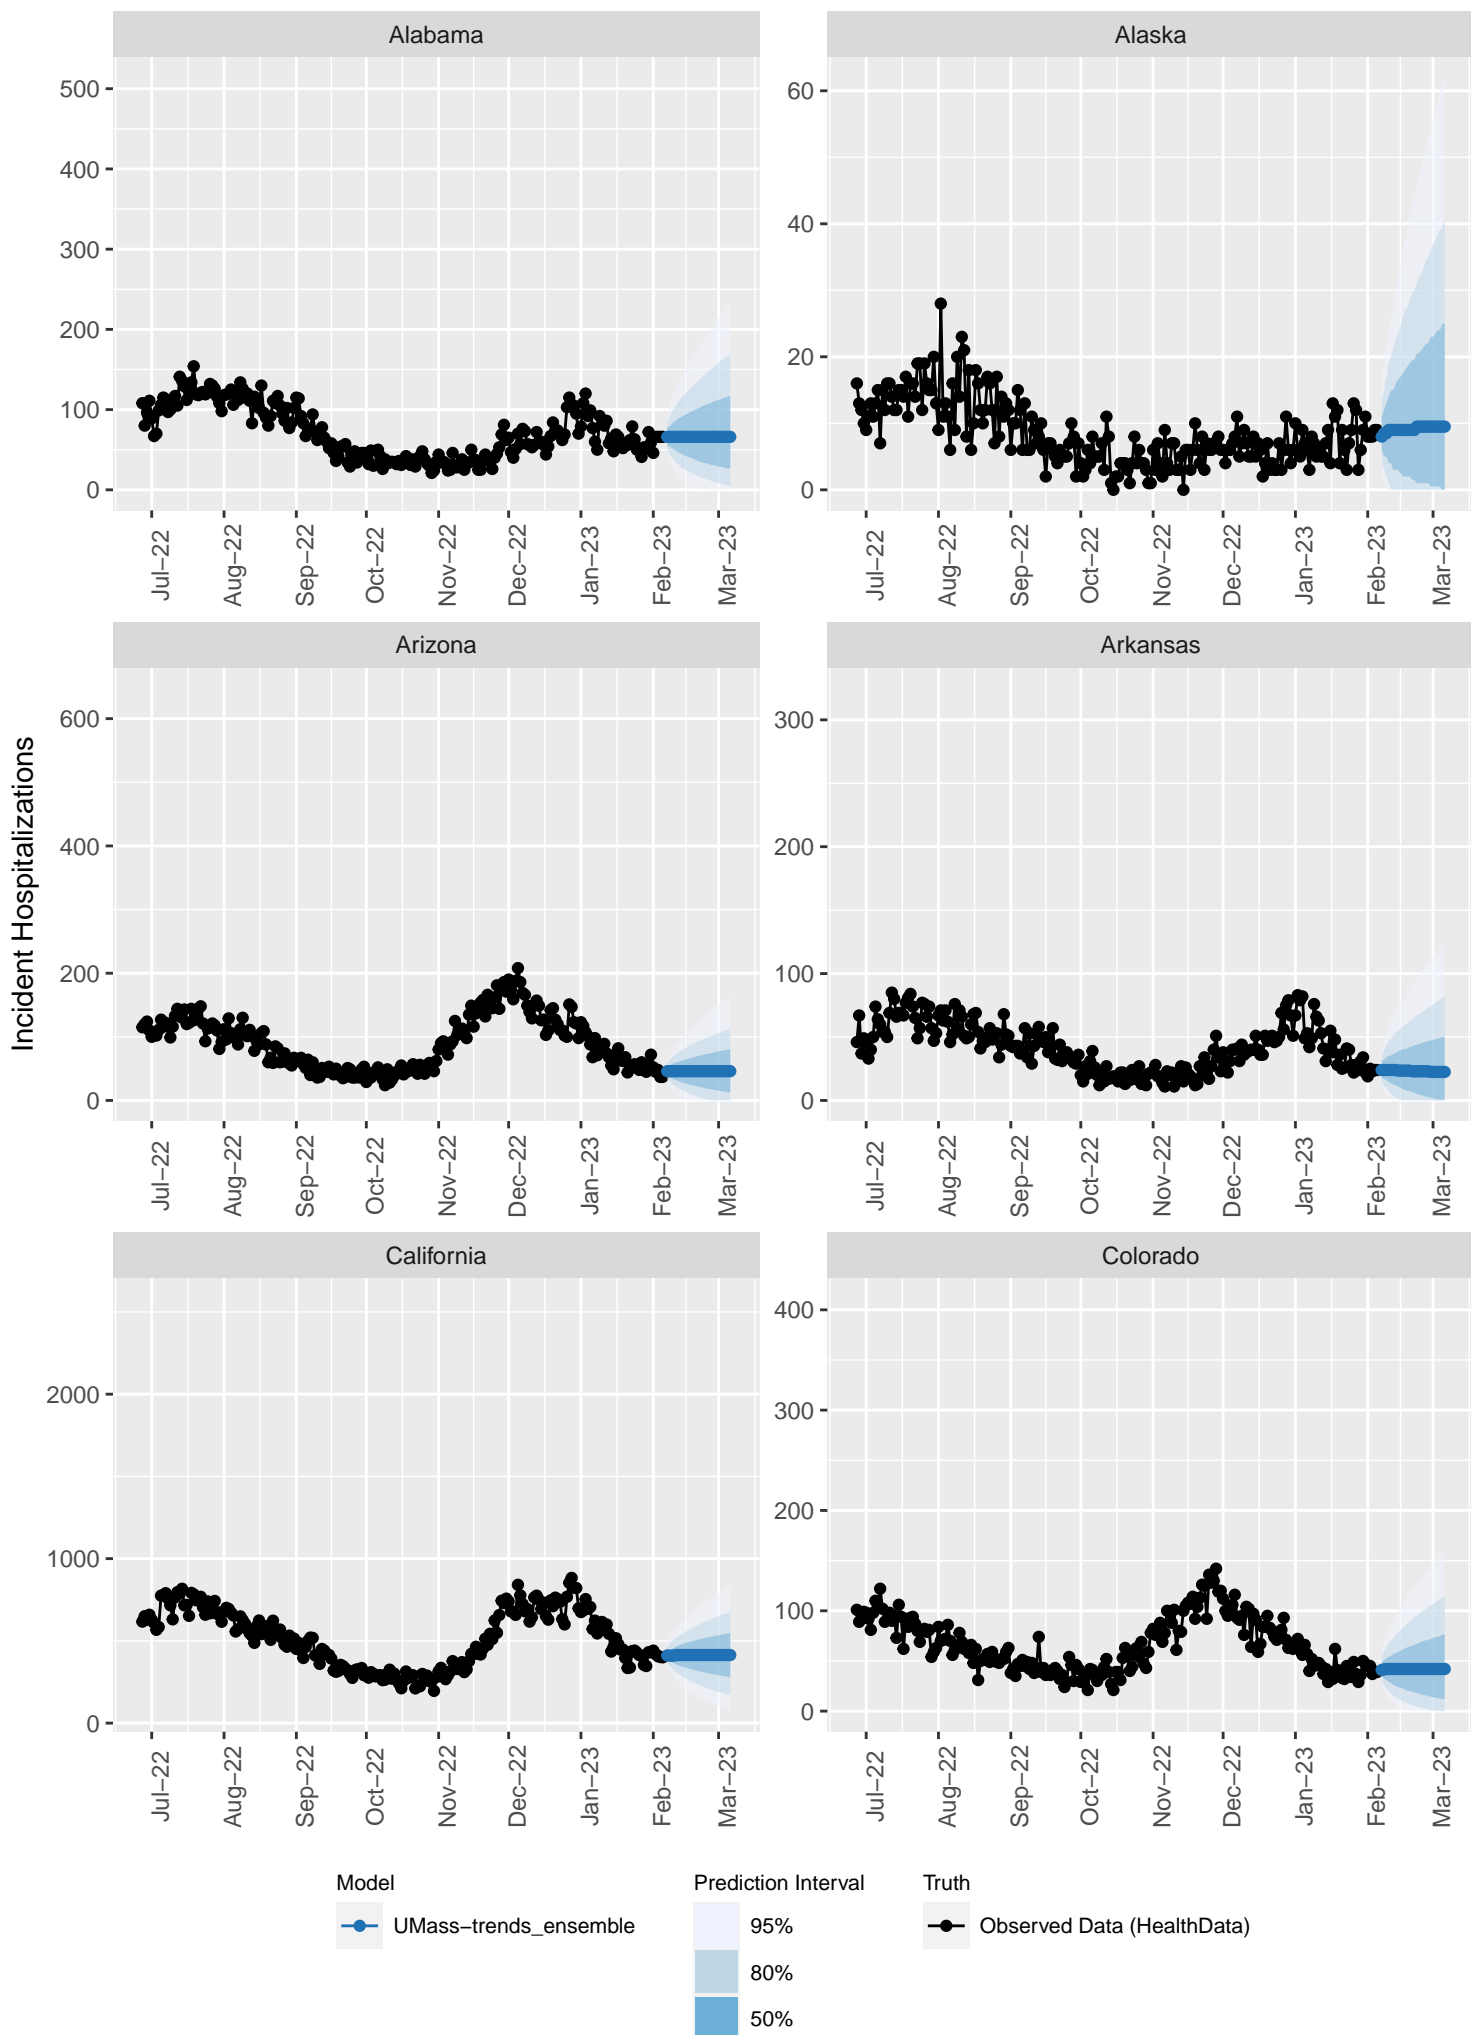 Alabama
Alaska
500
400
300
200
100
0
60
40
20
0
Jul–22
Aug–22
Sep–22
Oct–22
Nov–22
Dec–22
Jan–23
Feb–23
Mar–23
Jul–22
Aug–22
Sep–22
Oct–22
Nov–22
Dec–22
Jan–23
Feb–23
Mar–23
Incident Hospitalizations
Arizona
Arkansas
600
400
200
0
300
200
100
0
Jul–22
Aug–22
Sep–22
Oct–22
Nov–22
Dec–22
Jan–23
Feb–23
Mar–23
Jul–22
Aug–22
Sep–22
Oct–22
Nov–22
Dec–22
Jan–23
Feb–23
Mar–23
California
Colorado
2000
1000
0
400
300
200
100
0
Jul–22
Aug–22
Sep–22
Oct–22
Nov–22
Dec–22
Jan–23
Feb–23
Mar–23
Jul–22
Aug–22
Sep–22
Oct–22
Nov–22
Dec–22
Jan–23
Feb–23
Mar–23
Model
UMass–trends_ensemble
Prediction Interval
95%
80%
50%
Truth
Observed Data (HealthData)